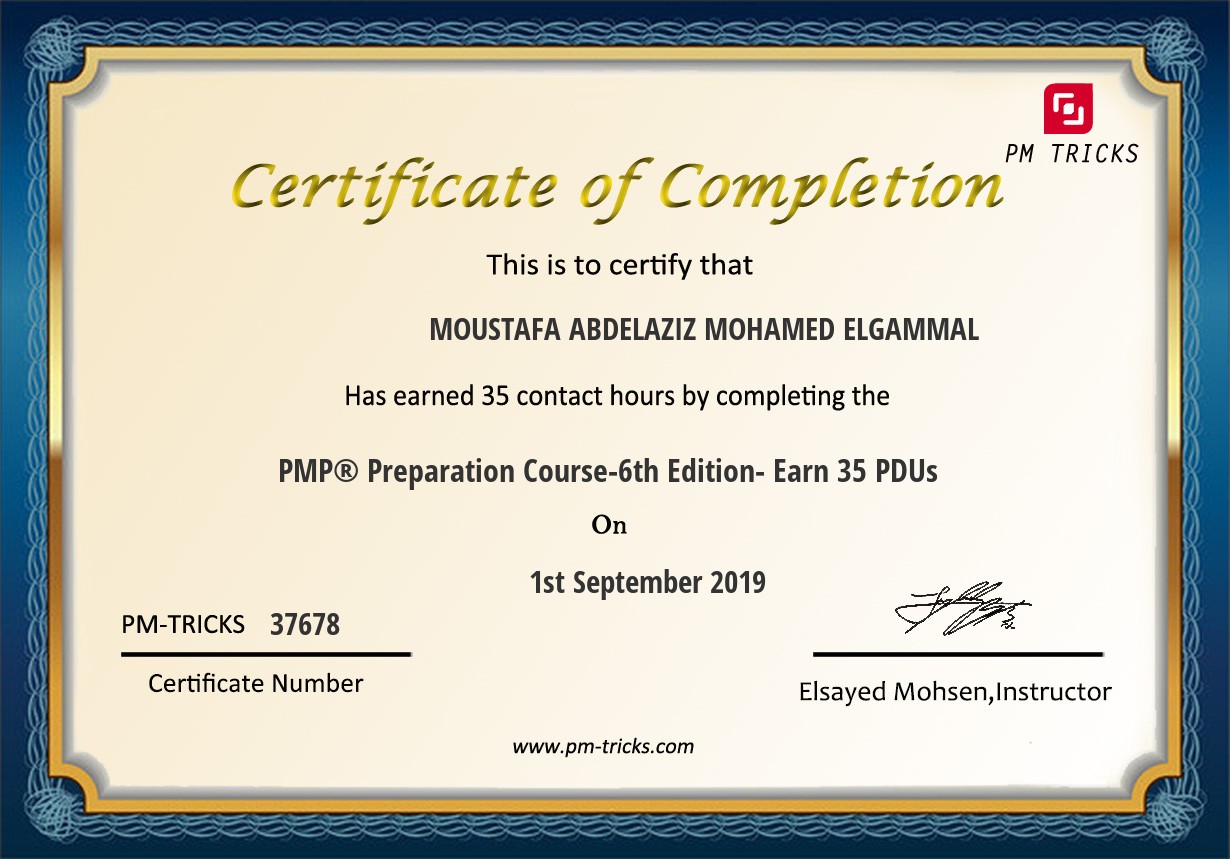 PM TRICKS
Certificate of Completion
This is to certify that
MOUSTAFA ABDELAZIZ MOHAMED ELGAMMAL
Has earned 35 contact hours by completing the
PMP® Preparation Course-6th Edition- Earn 35 PDUs
On
1st September 2019
PM-TRICKS 37678
Certificate Number
Elsayed Mohsen,Instructor
www.pm-tricks.com